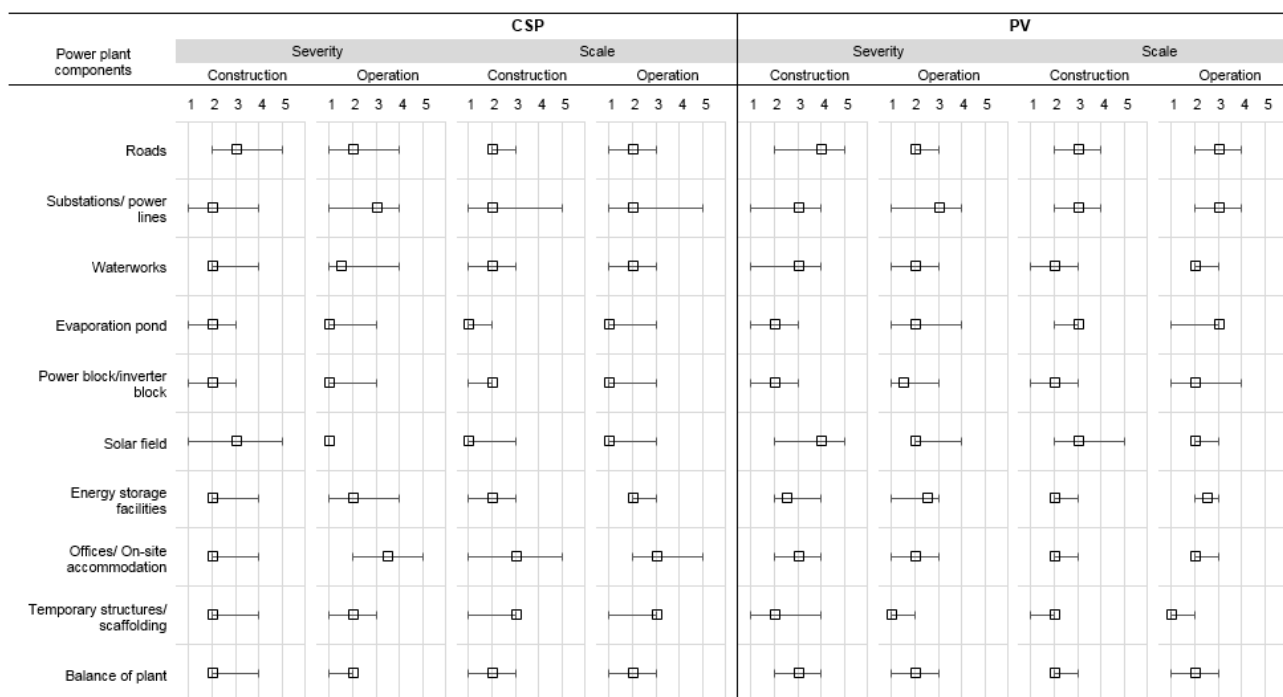 CSP PV
Power plant
components
Severity Scale Severity Scale
Construction Operation Construction Operation Construction Operation Construction Operation
1 2 3 4 5 1 2 3 4 5 1 2 3 4 5 1 2 3 4 5 1 2 3 4 5 1 2 3 4 5 1 2 3 4 5 1 2 3 4 5
Roads
Substations/ power
lines
Waterworks
Evaporation pond
Power block/inverter
block
Solar field
Energy storage
facilities
Offices/ On-site
accommodation
Temporary structures/
scaffolding
Balance of plant